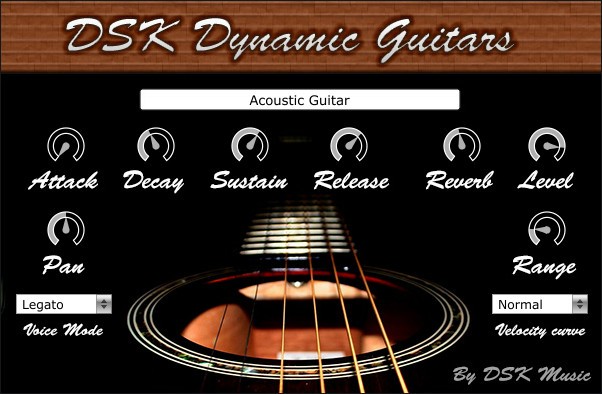 DSK Dynamic Guitars
Acoustic Guitar
Attack Decay Sustain Release Reverb Level
Pan Range
Legato Normal
Voice Mode Velocity curve
By DSK Music